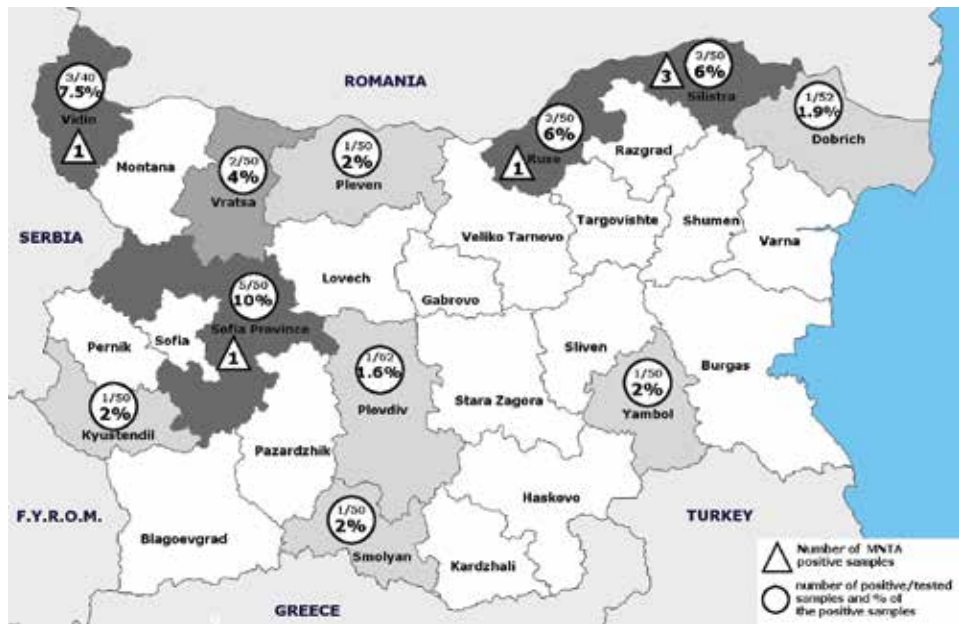 ROMANIA
3/40
7.5%
Vidin
1
Montana
2/50
4%
Vratsa
1/50
2%
Pleven
3/50
6%
Ruse
1
3
3/50
6%
Silistra
Razgrad
1/52
1.9%
Dobrich
SERBIA
Veliko Tarnovo
Targovishte
Shumen
Varna
Lovech
Gabrovo
5/50
10%
Sofia Province
1
Sofia
Pernik
1/50
2%
Kyustendil
1/62
1.6%
Plovdiv
Stara Zagora
Sliven
1/50
2%
Yambol
Burgas
Pazardzhik
Haskovo
F.Y.R.O.M.
Blagoevgrad
1/50
2%
Smolyan
Kardzhali
TURKEY
GREECE
Number of MNTA
positive samples
number of positive/tested
samples and % of
the positive samples